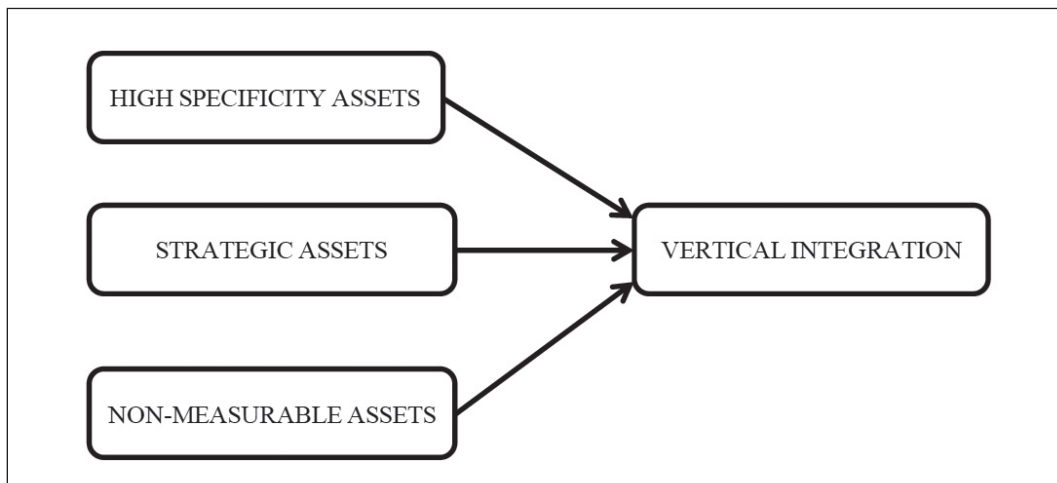 HIGH SPECIFICITY ASSETS
STRATEGIC ASSETS
VERTICAL INTEGRATION
NON-MEASURABLE ASSETS